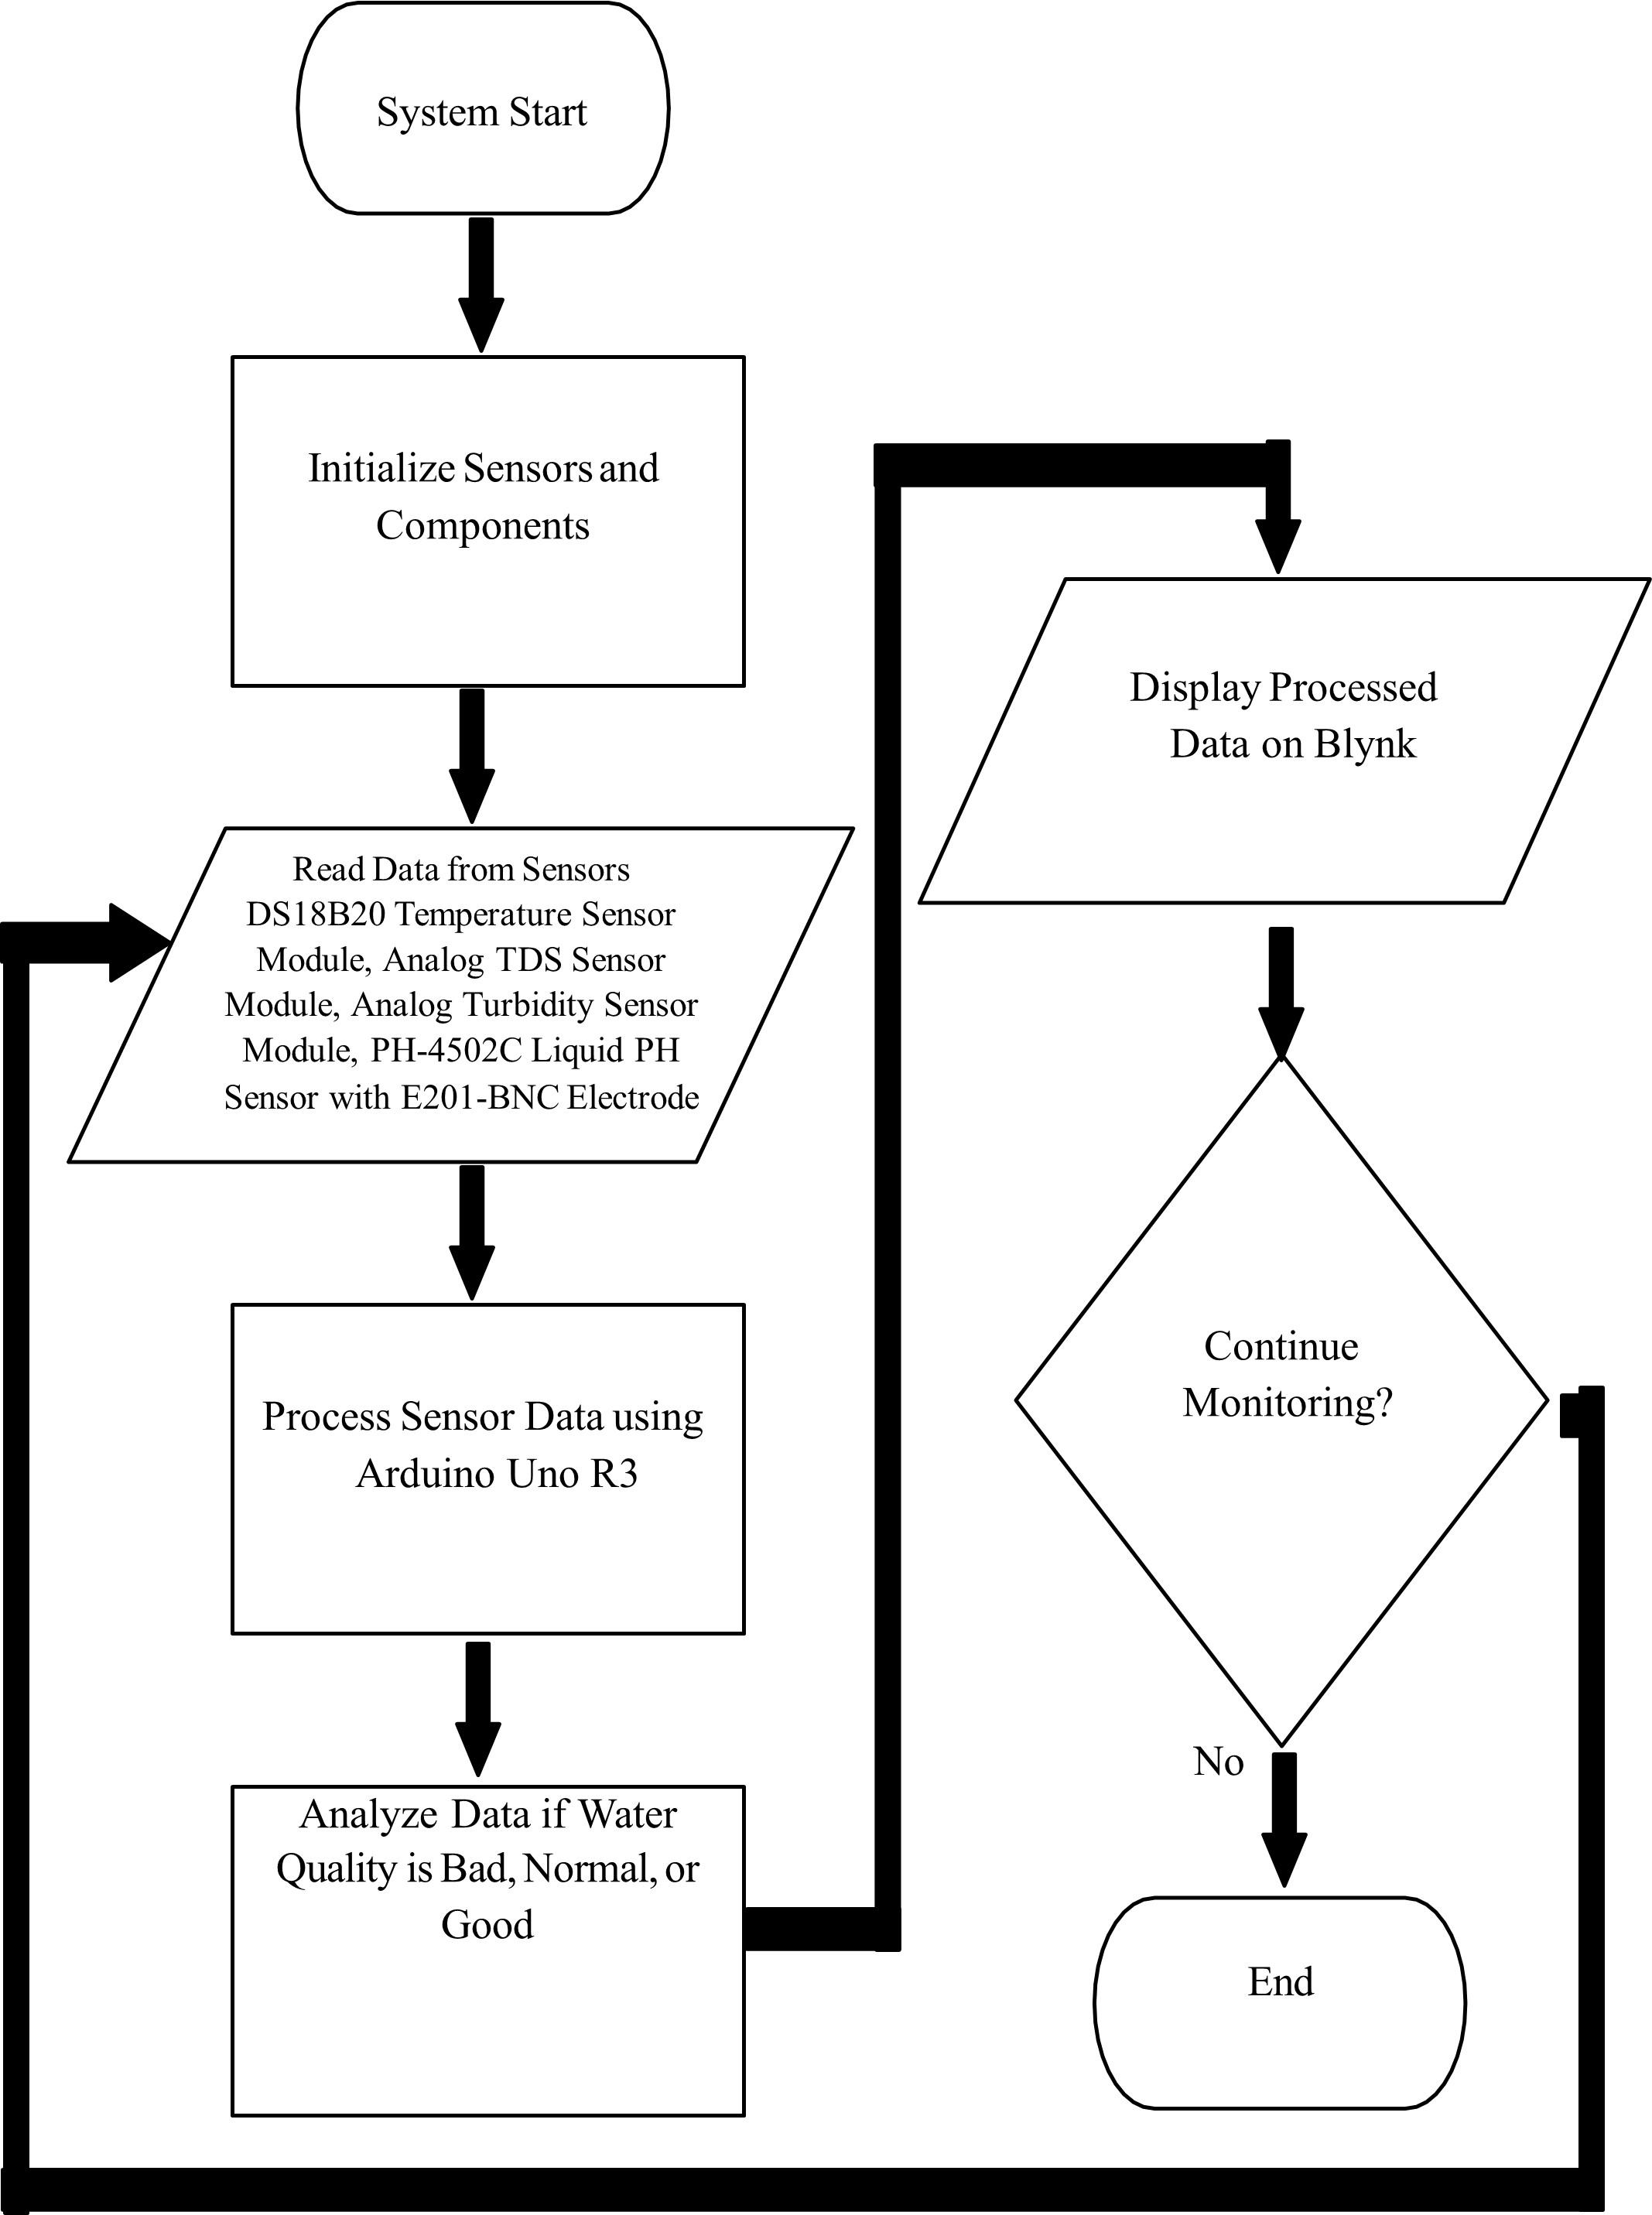 System Start
Initialize Sensors and
Components
Read Data from Sensors
DS18B20 Temperature Sensor
Module, Analog TDS Sensor
Module, Analog Turbidity Sensor
Module, PH-4502C Liquid PH
Sensor with E201-BNC Electrode
Process Sensor Data using
Arduino Uno R3
Analyze Data if Water
Quality is Bad, Normal, or
Good
Display Processed
Data on Blynk
Continue
Monitoring?
No
End